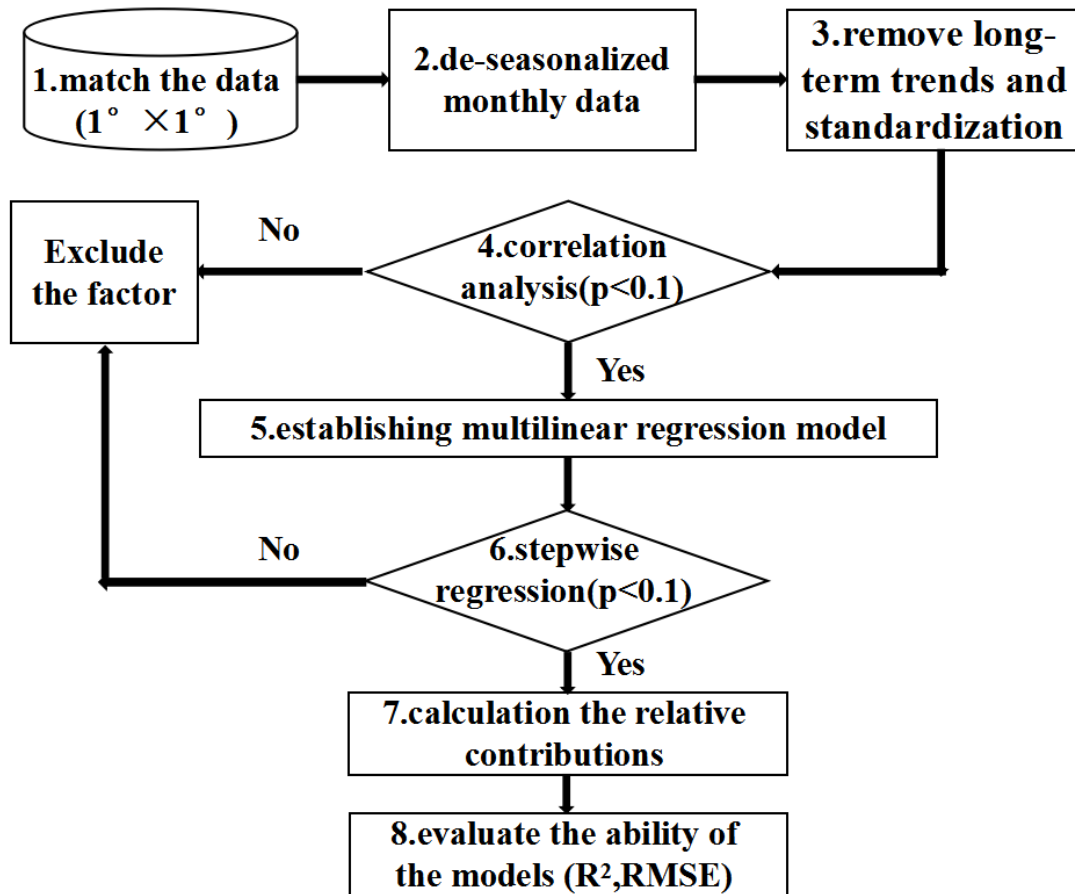 1.match the data
(1° ×1° )
2.de-seasonalized
monthly data
3.remove long-
term trends and
standardization
No
Exclude
the factor
4.correlation
analysis(p<0.1)
Yes
5.establishing multilinear regression model
No
6.stepwise
regression(p<0.1)
Yes
7.calculation the relative
contributions
8.evaluate the ability of
the models (R²,RMSE)